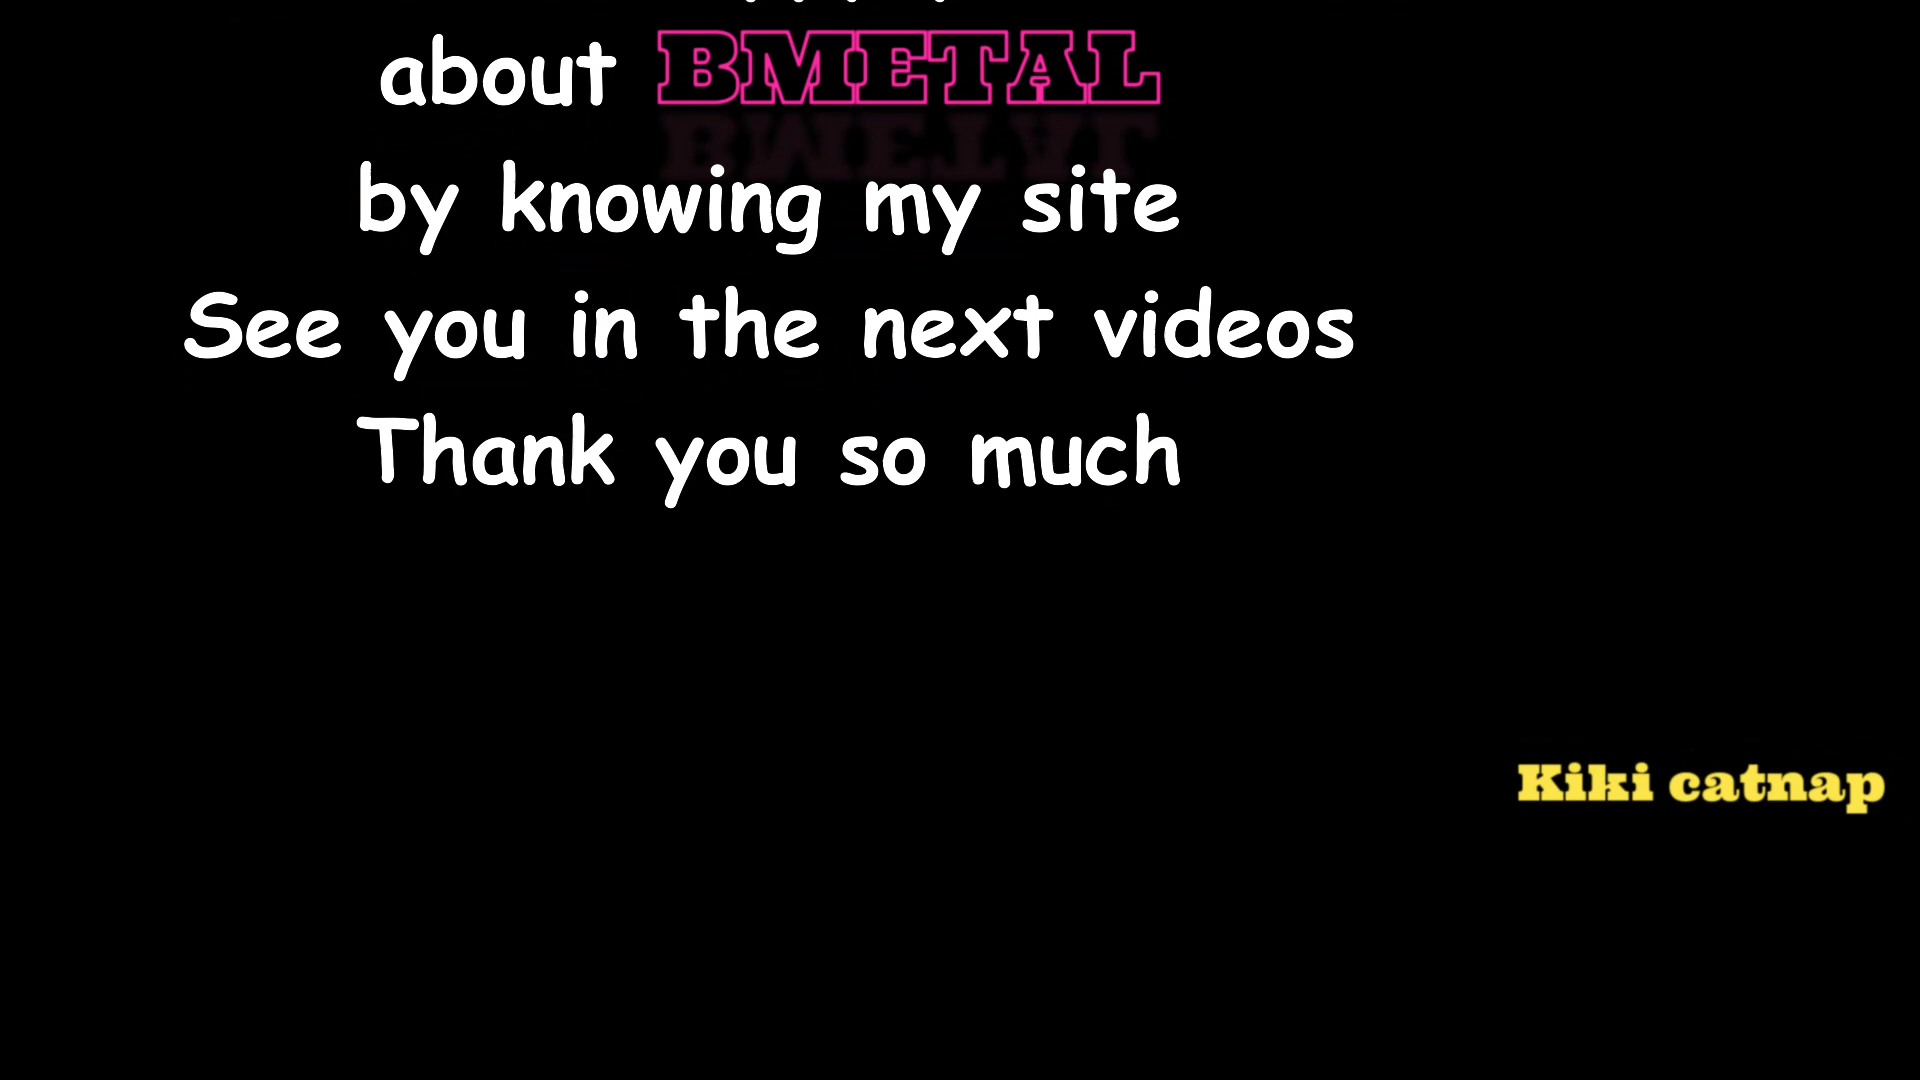 about BMETAL
by knowing my site
See you in the next videos
Thank you so much
Kiki catnap